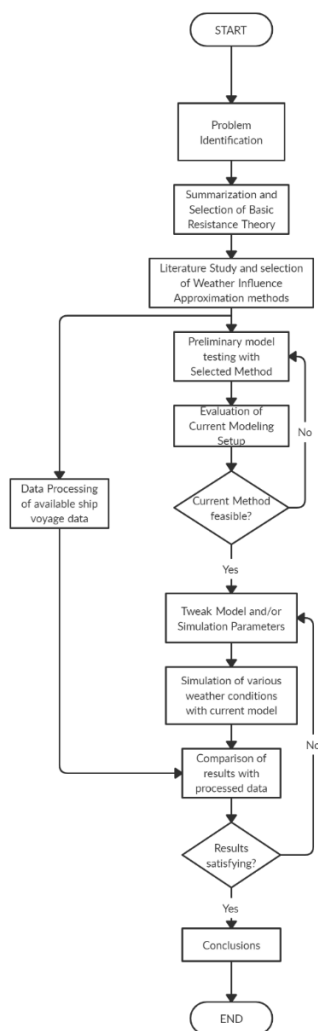 START
Problem
Identification
Summarization and
Selection of Basic
Resistance Theory
Literature Study and selection
of Weather Influence
Approximation methods
Preliminary model
testing with
Selected Method
No
Evaluation of
Current Modeling
Setup
Data Processing
of available ship
voyage data
Current Method
feasible?
Yes
Tweak Model and/or
Simulation Parameters
Simulation of various
weather conditions
with current model
No
Comparison of
results with
processed data
Results
satisfying?
Yes
Conclusions
END